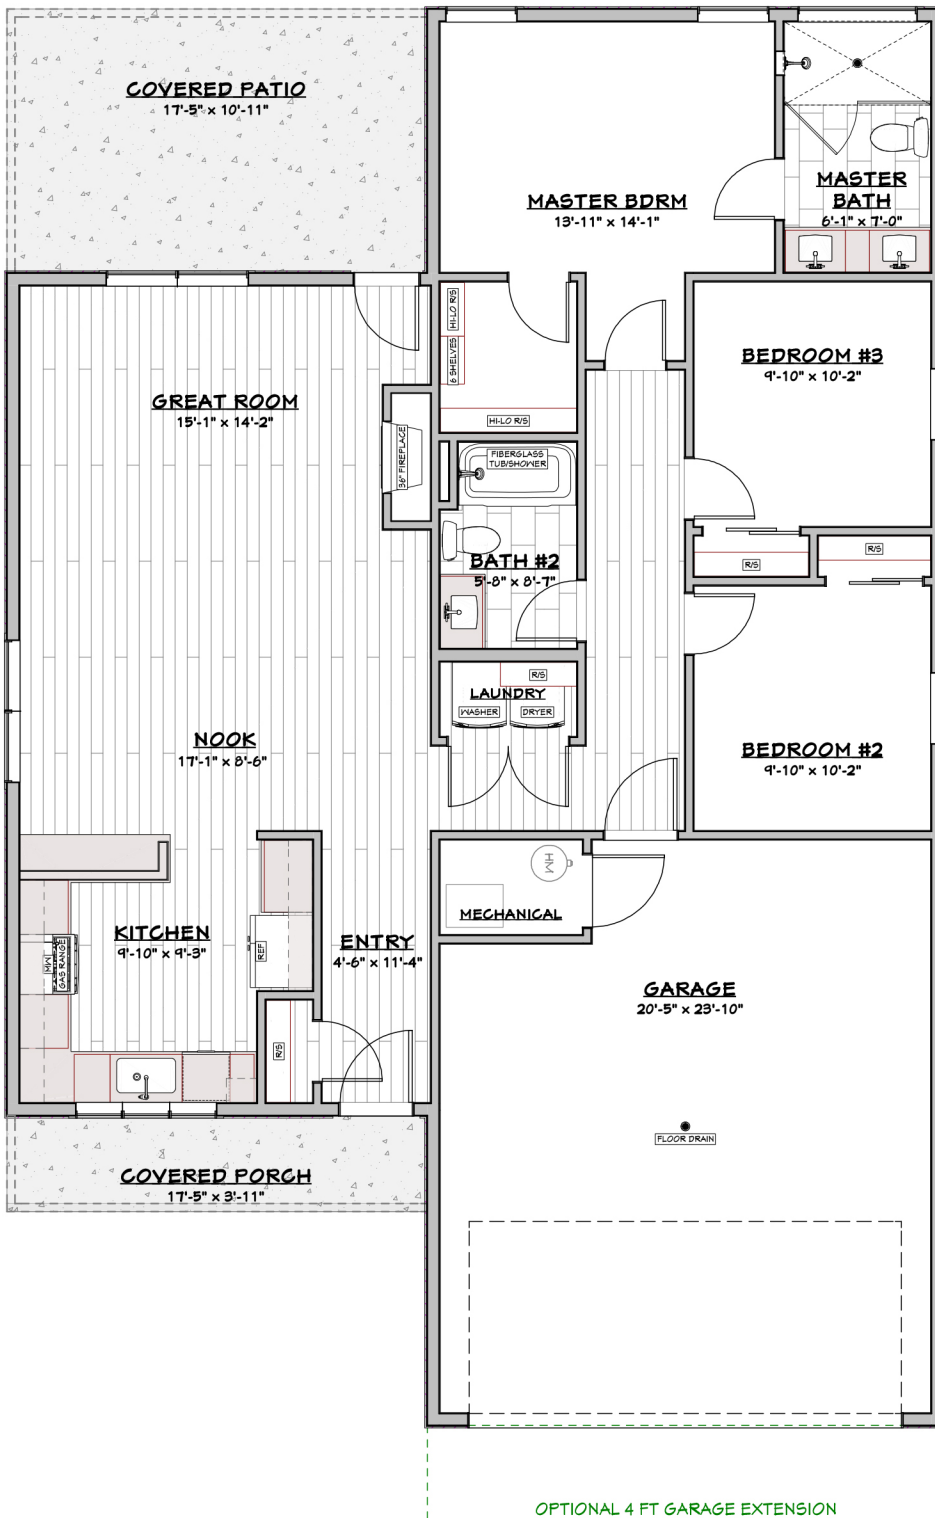 COVERED PATIO
17'-5" x 10'-11"
MASTER BDRM
13'-11" x 14'-1"
MASTER
BATH
6'-1" x 7'-0"
HI-LO R/S
6 SHELVES
HI-LO R/S
BEDROOM #3
9'-10" x 10'-2"
GREAT ROOM
15'-1" x 14'-2"
36" FIREPLACE
FIBERGLASS
TUB/SHOWER
BATH #2
5'-8" x 8'-7"
R/S
R/S
R/S
LAUNDRY
WASHER
DRYER
NOOK
17'-1" x 8'-6"
BEDROOM #2
9'-10" x 10'-2"
HM
MECHANICAL
KITCHEN
9'-10" x 9'-3"
MW
GAS RANGE
REF
ENTRY
4'-6" x 11'-4"
R/S
GARAGE
20'-5" x 23'-10"
FLOOR DRAIN
COVERED PORCH
17'-5" x 3'-11"
OPTIONAL 4 FT GARAGE EXTENSION